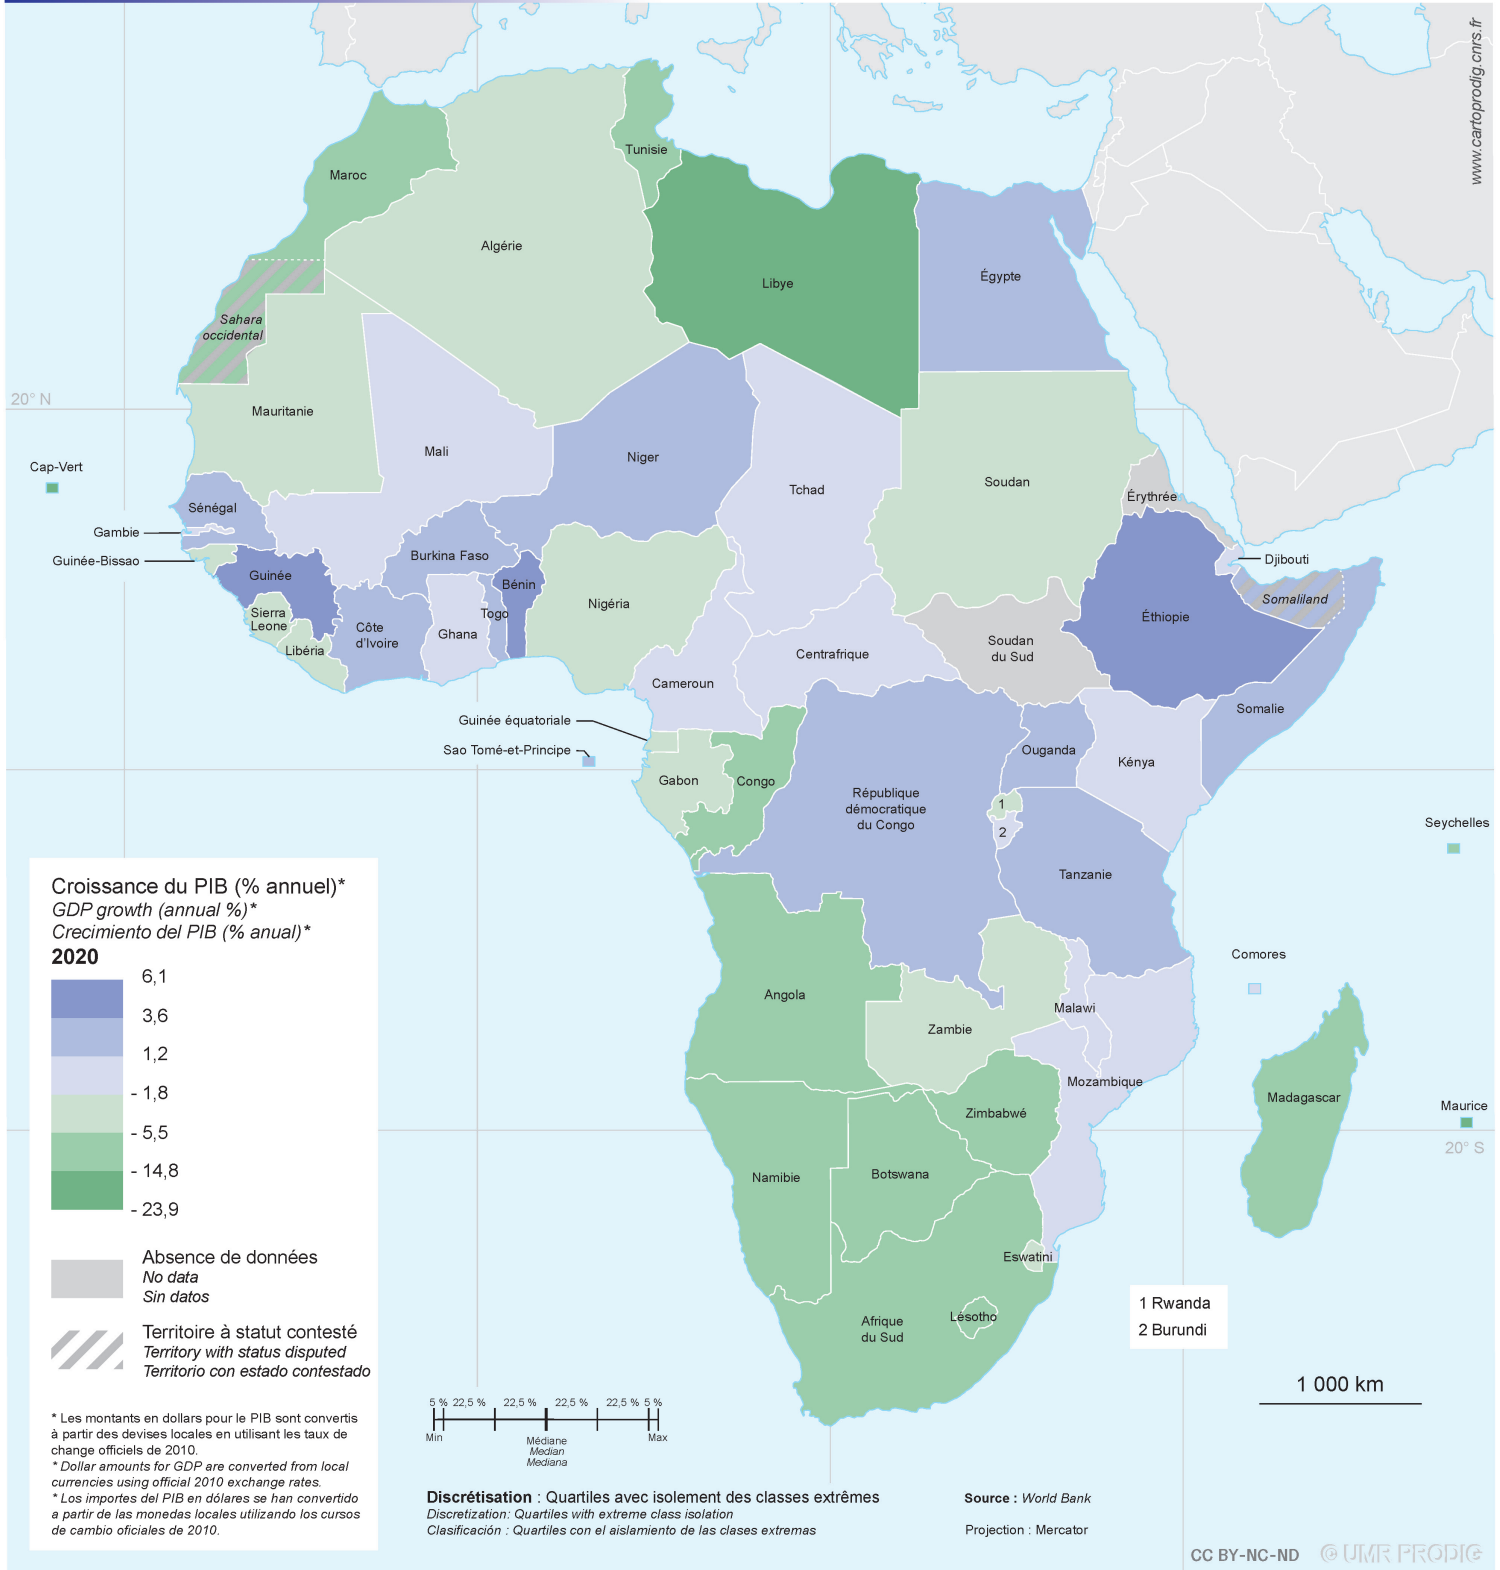 www.cartoprodig.cnrs.fr
Tunisie
Maroc
Algérie
Libye
Égypte
Sahara
occidental
20° N
Mauritanie
Mali
Niger
Cap-Vert
Tchad
Soudan
Érythrée
Sénégal
Gambie
Guinée-Bissao
Burkina Faso
Djibouti
Guinée
Bénin
Somaliland
Nigéria
Sierra
Leone
Togo
Éthiopie
Côte
d'Ivoire
Ghana
Libéria
Soudan
du Sud
Centrafrique
Cameroun
Somalie
Guinée équatoriale
Sao Tomé-et-Principe
Ouganda
Kénya
Gabon
Congo
République
démocratique
du Congo
1
2
Seychelles
Tanzanie
Comores
Angola
Malawi
Zambie
Mozambique
Madagascar
Maurice
20° S
Zimbabwé
Namibie
Botswana
Eswatini
Lésotho
Afrique
du Sud
Croissance du PIB (% annuel)*
GDP growth (annual %)*
Crecimiento del PIB (% anual)*
2020
6,1
3,6
1,2
- 1,8
- 5,5
- 14,8
- 23,9
Absence de données
No data
Sin datos
Territoire à statut contesté
Territory with status disputed
Territorio con estado contestado
* Les montants en dollars pour le PIB sont convertis
à partir des devises locales en utilisant les taux de
change officiels de 2010.
* Dollar amounts for GDP are converted from local
currencies using official 2010 exchange rates.
* Los importes del PIB en dólares se han convertido
a partir de las monedas locales utilizando los cursos
de cambio oficiales de 2010.
1 Rwanda
2 Burundi
1 000 km
5 % 22,5 % 22,5 % 22,5 % 22,5 % 5 %
Min Médiane Max
Median
Mediana
Discrétisation : Quartiles avec isolement des classes extrêmes
Discretization: Quartiles with extreme class isolation
Clasificación : Quartiles con el aislamiento de las clases extremas
Source : World Bank
Projection : Mercator
CC BY-NC-ND © UMR PRODIG